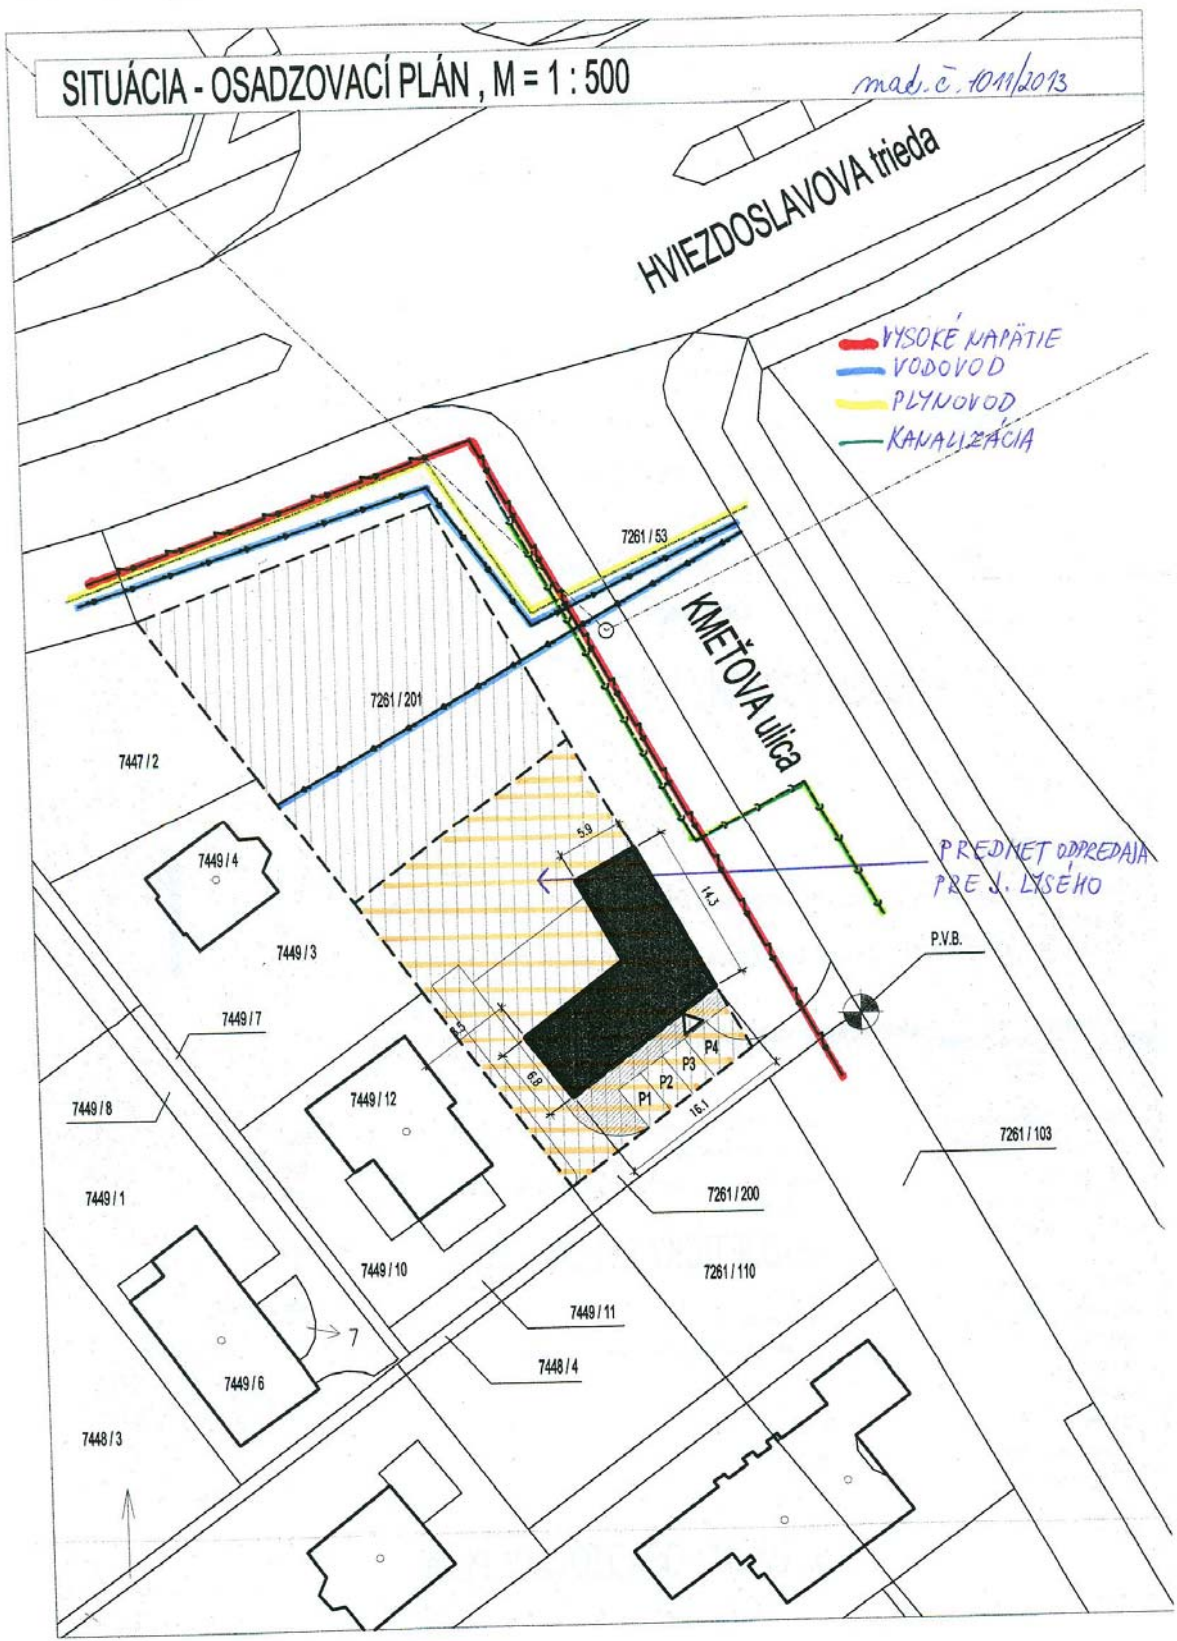 SITUÁCIA - OSADZOVACÍ PLÁN , M = 1 : 500
mat. č. 1011/2013
HVIEZDOSLAVOVA trieda
VYSOKÉ NAPÄTIE
VODOVOD
PLYNOVOD
KANALIZÁCIA
7261 / 53
KMEŤOVA ulica
7261 / 201
7447 / 2
5.9
7449 / 4
PREDMET ODPREDAJA
PRE J. LYSÉHO
14.3
7449 / 3
P.V.B.
7449 / 7
8.5
P4
P3
P2
P1
6.8
7449 / 12
7449 / 8
16.1
7261 / 103
7449 / 1
7261 / 200
7449 / 10
7261 / 110
7449 / 11
7
7448 / 4
7449 / 6
7448 / 3